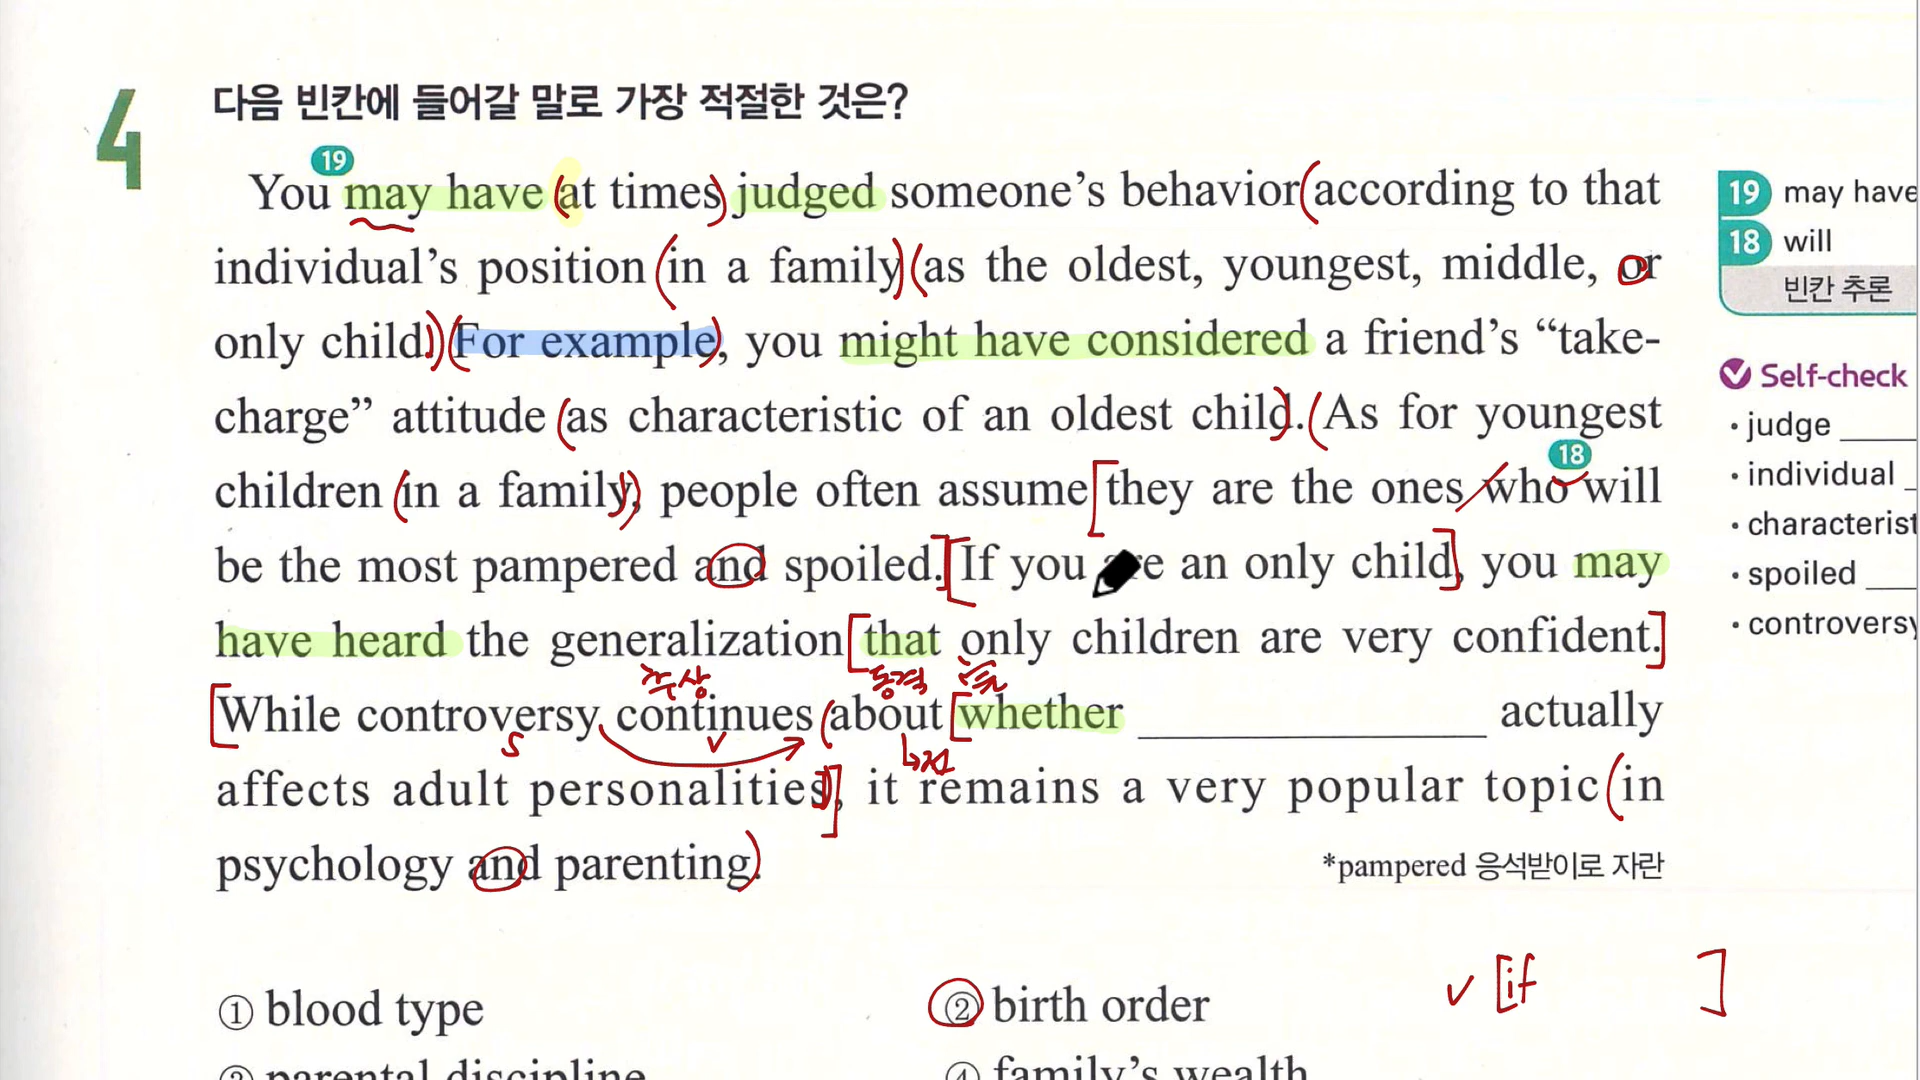 4
다음 빈칸에 들어갈 말로 가장 적절한 것은?
19
You may have at times judged someone's behavior according to that
individual's position in a family as the oldest, youngest, middle, or
only child. For example, you might have considered a friend's “take-
charge” attitude as characteristic of an oldest child. As for youngest
18
children in a family, people often assume they are the ones who will
be the most pampered and spoiled. If you are an only child, you may
have heard the generalization that only children are very confident.
추상 동격
While controversy continues about whether ____________ actually
S V 전
affects adult personalities, it remains a very popular topic in
psychology and parenting.
*pampered 응석받이로 자란
① blood type ② birth order
v [if ]
③ parental discipline ④ family's wealth
19 may have
18 will
빈칸 추론
Self-check
• judge
• individual
• characterist
• spoiled
• controversy